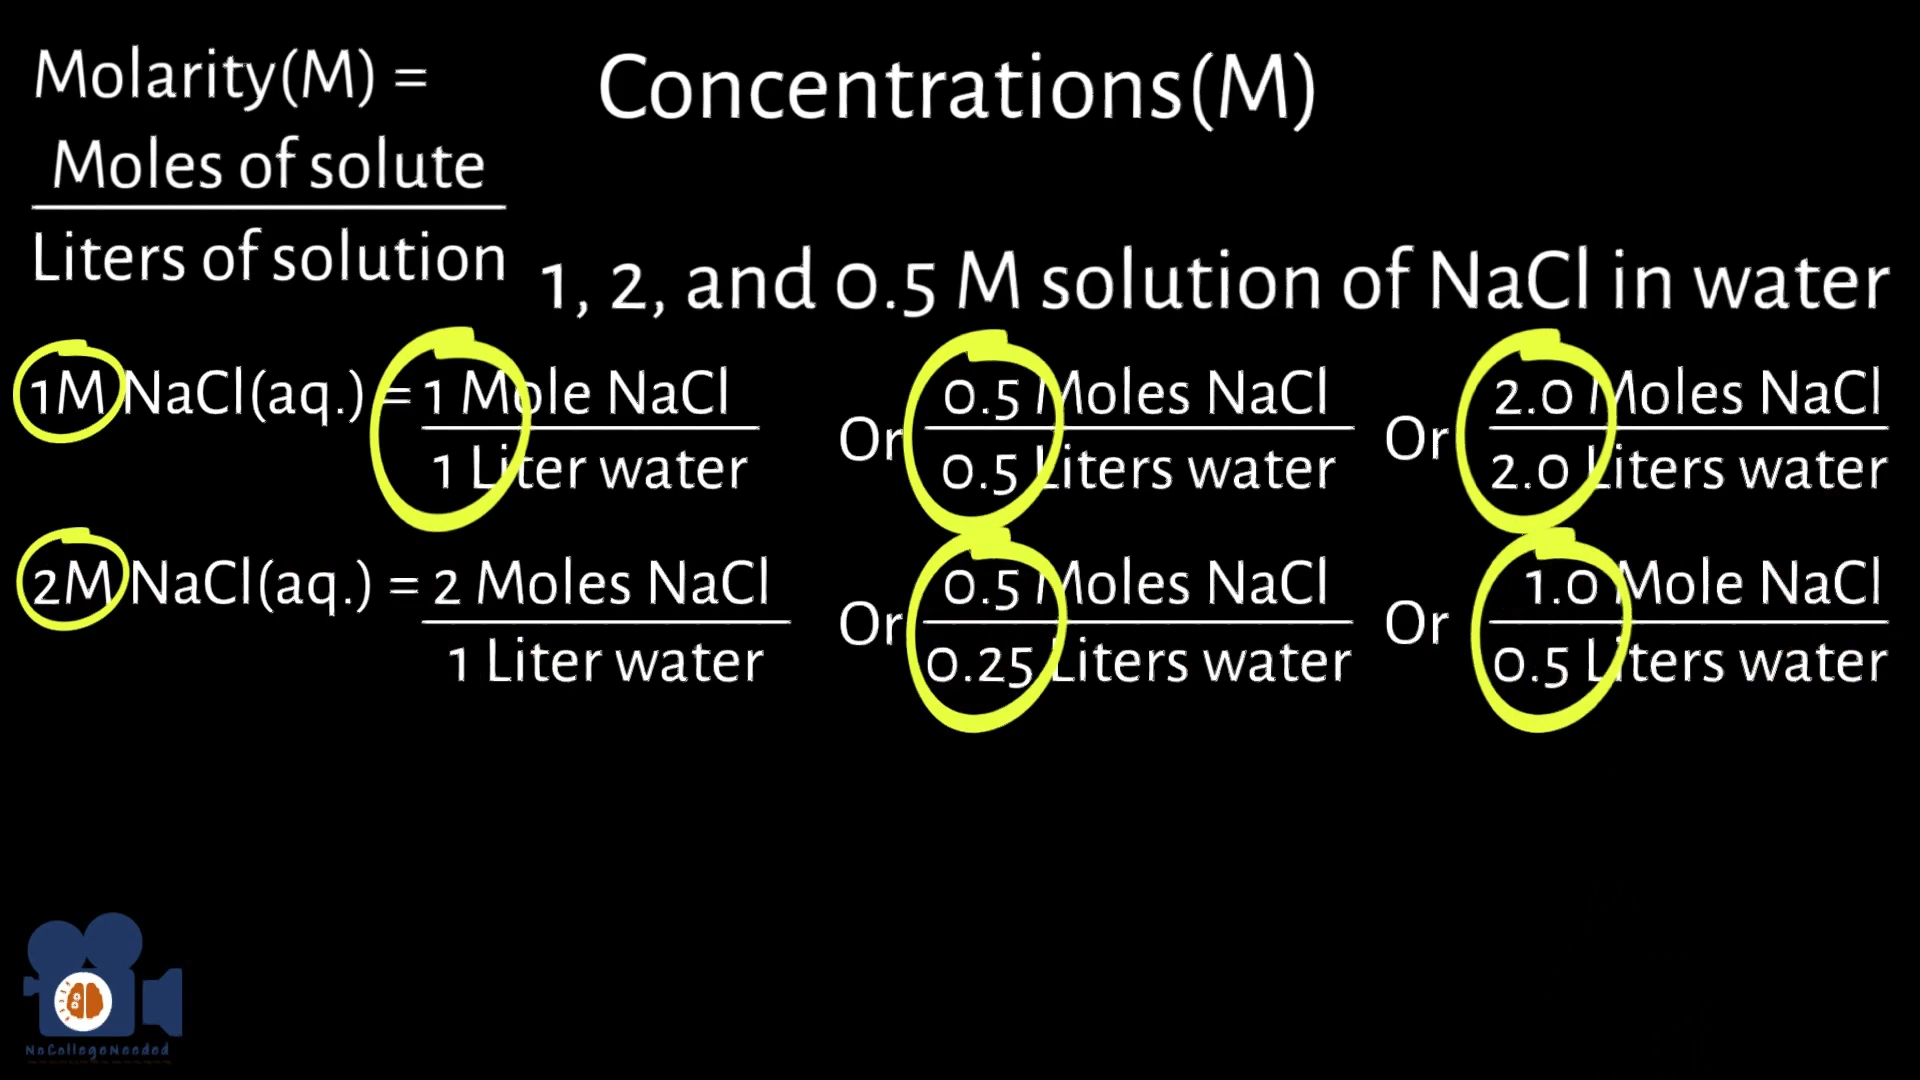 Molarity(M) =
Moles of solute
Liters of solution
Concentrations(M)
1, 2, and 0.5 M solution of NaCl in water
1M NaCl(aq.) = 1 Mole NaCl
1 Liter water
Or
0.5 Moles NaCl
0.5 Liters water
Or
2.0 Moles NaCl
2.0 Liters water
2M NaCl(aq.) = 2 Moles NaCl
1 Liter water
Or
0.5 Moles NaCl
0.25 Liters water
Or
1.0 Mole NaCl
0.5 Liters water
NoCollegeNeeded